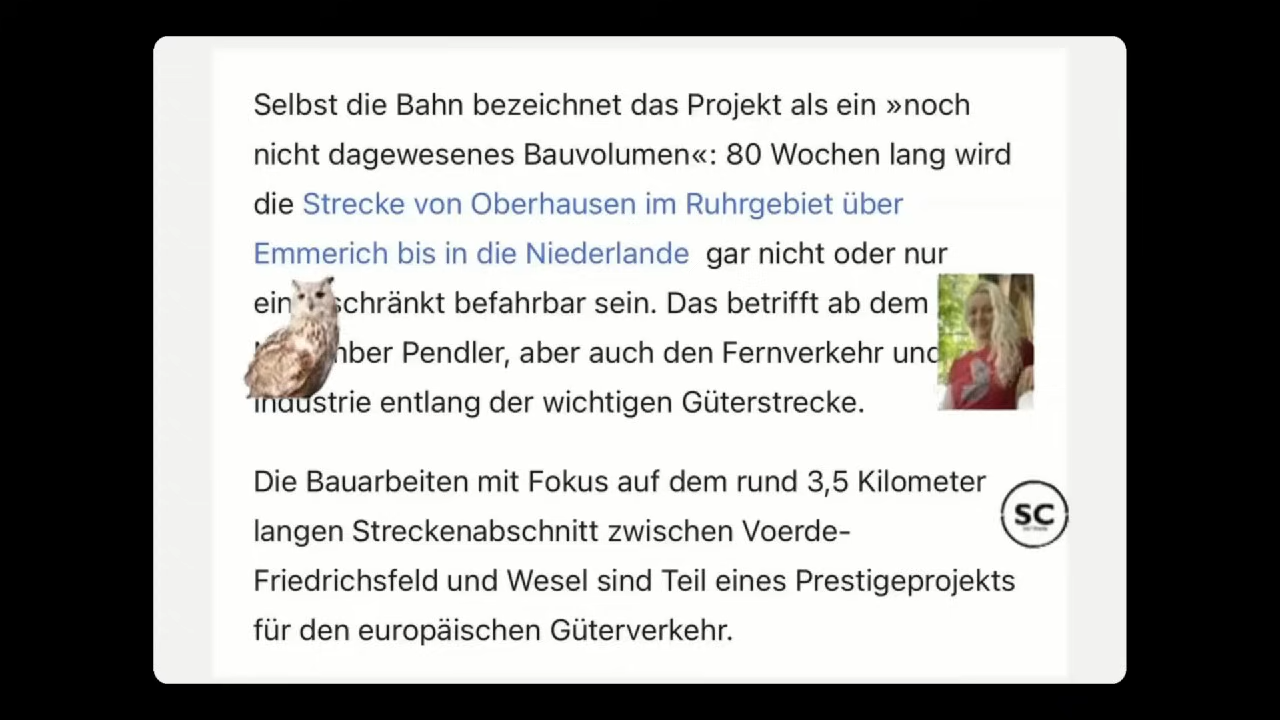 Selbst die Bahn bezeichnet das Projekt als ein »noch
nicht dagewesenes Bauvolumen«: 80 Wochen lang wird
die Strecke von Oberhausen im Ruhrgebiet über
Emmerich bis in die Niederlande gar nicht oder nur
ein schränkt befahrbar sein. Das betrifft ab dem
Pendler, aber auch den Fernverkehr und
Industrie entlang der wichtigen Güterstrecke.
Die Bauarbeiten mit Fokus auf dem rund 3,5 Kilometer
langen Streckenabschnitt zwischen Voerde-
SC
Friedrichsfeld und Wesel sind Teil eines Prestigeprojekts
für den europäischen Güterverkehr.